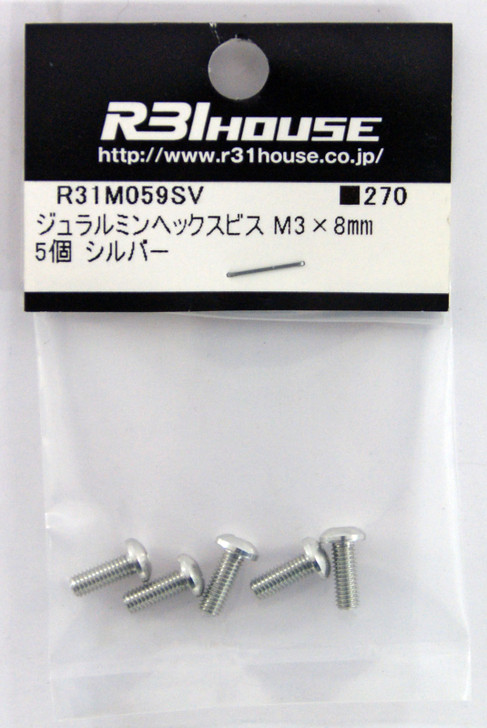 R31HOUSE
http://www.r31house.co.jp/
R31M059SV ■270
ジュラルミンヘックスビス M3×8mm
5個 シルバー